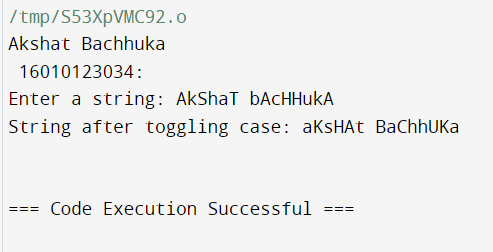 /tmp/S53XpVMC92.o
Akshat Bachhuka
 16010123034:
Enter a string: AkShaT bAcHHukA
String after toggling case: aKsHAt BaChhUKa
=== Code Execution Successful ===